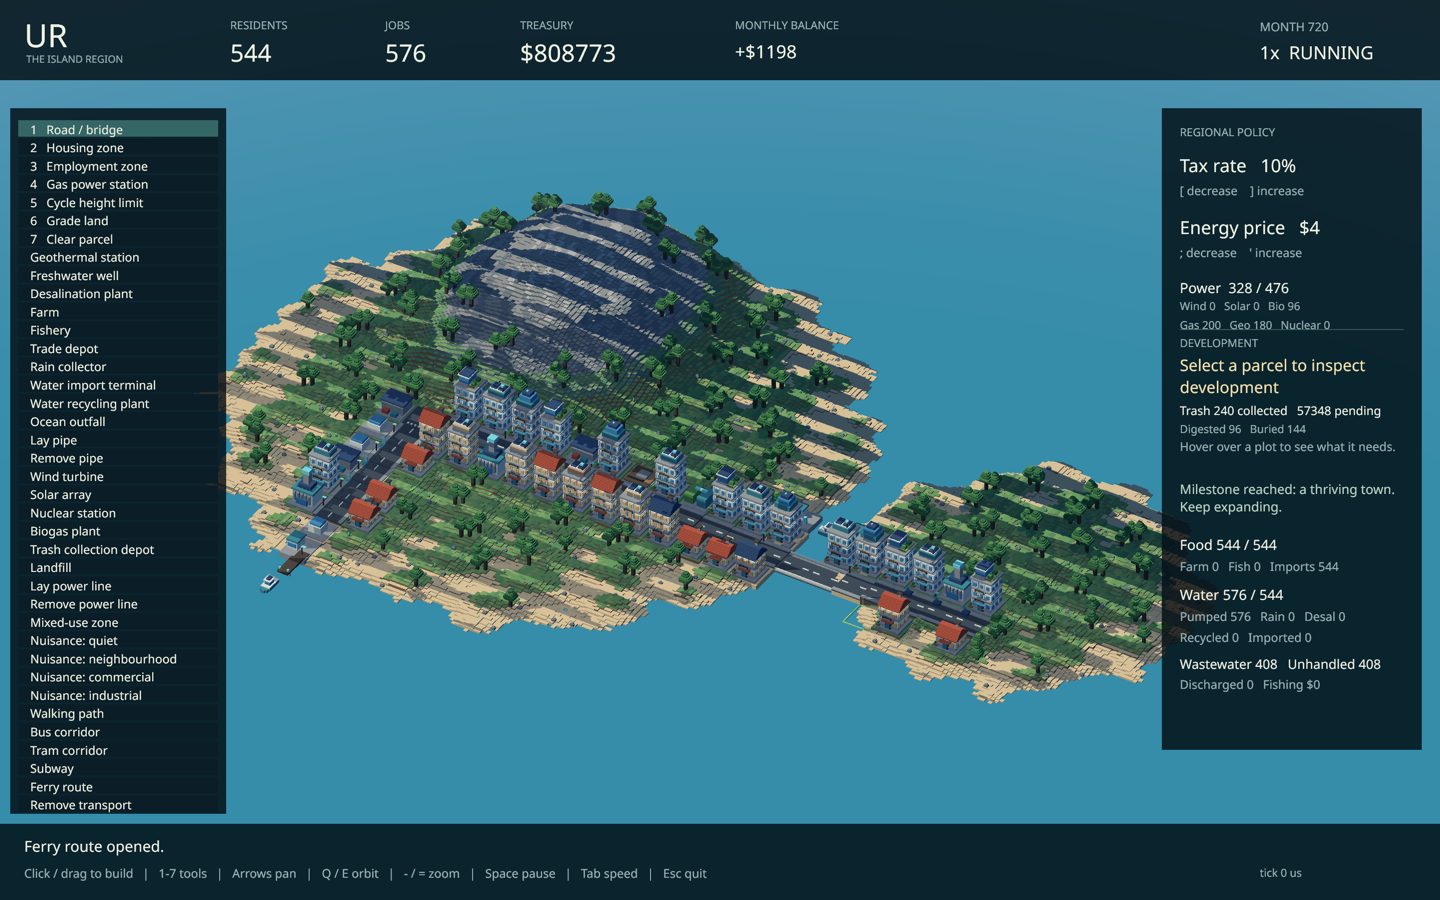 UR
THE ISLAND REGION
RESIDENTS
544
JOBS
576
TREASURY
$808773
MONTHLY BALANCE
+$1198
MONTH 720
1x RUNNING
1 Road / bridge
2 Housing zone
3 Employment zone
4 Gas power station
5 Cycle height limit
6 Grade land
7 Clear parcel
Geothermal station
Freshwater well
Desalination plant
Farm
Fishery
Trade depot
Rain collector
Water import terminal
Water recycling plant
Ocean outfall
Lay pipe
Remove pipe
Wind turbine
Solar array
Nuclear station
Biogas plant
Trash collection depot
Landfill
Lay power line
Remove power line
Mixed-use zone
Nuisance: quiet
Nuisance: neighbourhood
Nuisance: commercial
Nuisance: industrial
Walking path
Bus corridor
Tram corridor
Subway
Ferry route
Remove transport
REGIONAL POLICY
Tax rate 10%
[ decrease ] increase
Energy price $4
; decrease ' increase
Power 328 / 476
Wind 0 Solar 0 Bio 96
Gas 200 Geo 180 Nuclear 0
DEVELOPMENT
Select a parcel to inspect
development
Trash 240 collected 57348 pending
Digested 96 Buried 144
Hover over a plot to see what it needs.
Milestone reached: a thriving town.
Keep expanding.
Food 544 / 544
Farm 0 Fish 0 Imports 544
Water 576 / 544
Pumped 576 Rain 0 Desal 0
Recycled 0 Imported 0
Wastewater 408 Unhandled 408
Discharged 0 Fishing $0
Ferry route opened.
Click / drag to build | 1-7 tools | Arrows pan | Q / E orbit | - / = zoom | Space pause | Tab speed | Esc quit
tick 0 us